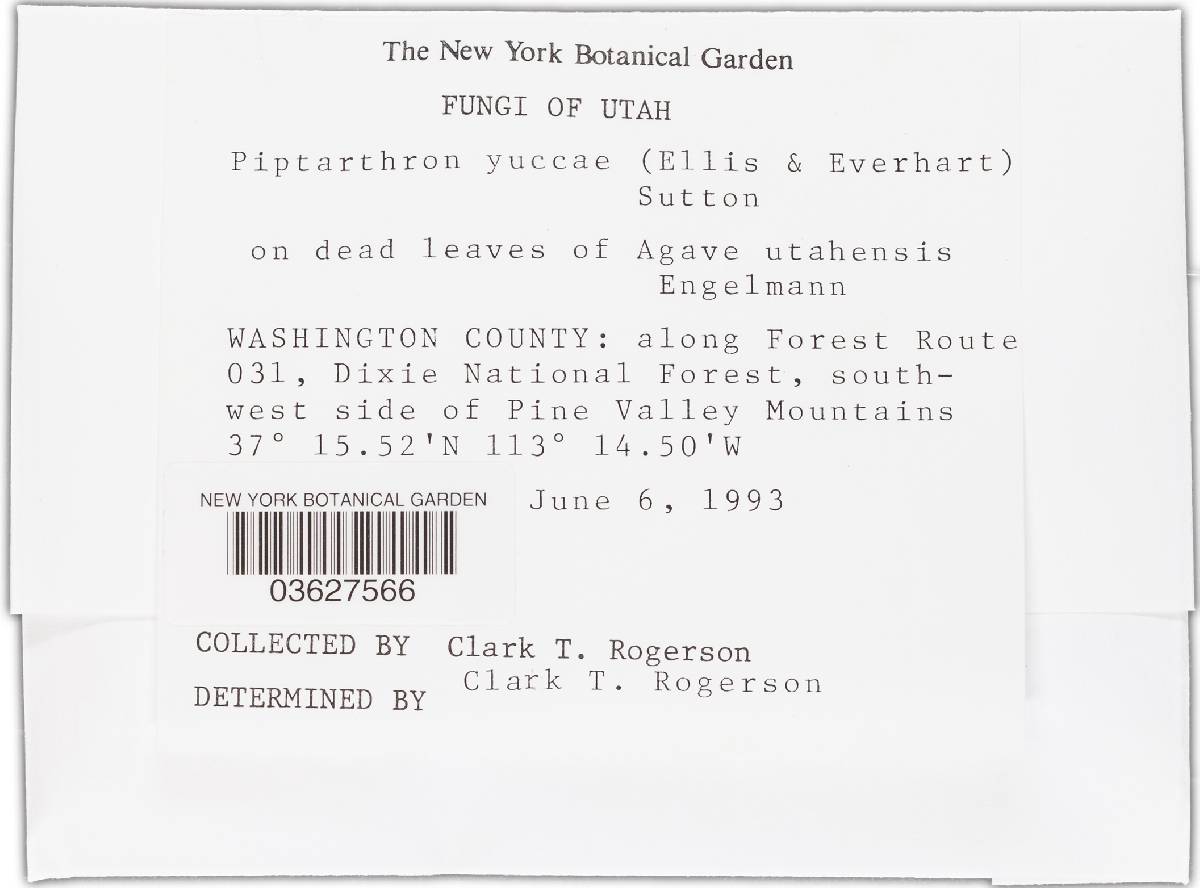 The New York Botanical Garden
FUNGI OF UTAH
Piptarthron yuccae (Ellis & Everhart)
Sutton
on dead leaves of Agave utahensis
Engelmann
WASHINGTON COUNTY: along Forest Route
031, Dixie National Forest, south-
west side of Pine Valley Mountains
37° 15.52'N 113° 14.50'W
June 6, 1993
NEW YORK BOTANICAL GARDEN
03627566
COLLECTED BY Clark T. Rogerson
Clark T. Rogerson
DETERMINED BY